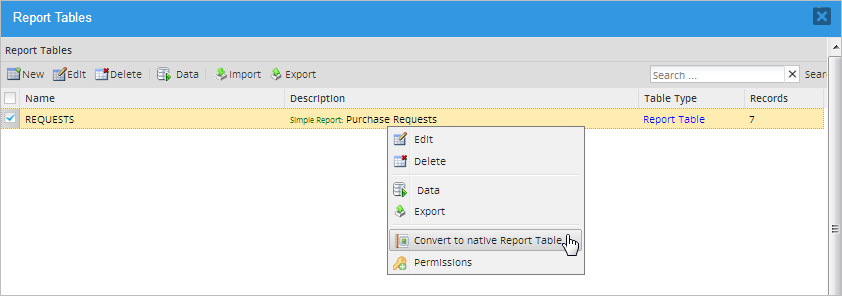 Report Tables
Report Tables
New Edit Delete Data Import Export Search ...
Name Description Table Type Records
REQUESTS Simple Report: Purchase Requests Report Table 7
Edit
Delete
Data
Export
Convert to native Report Table
Permissions